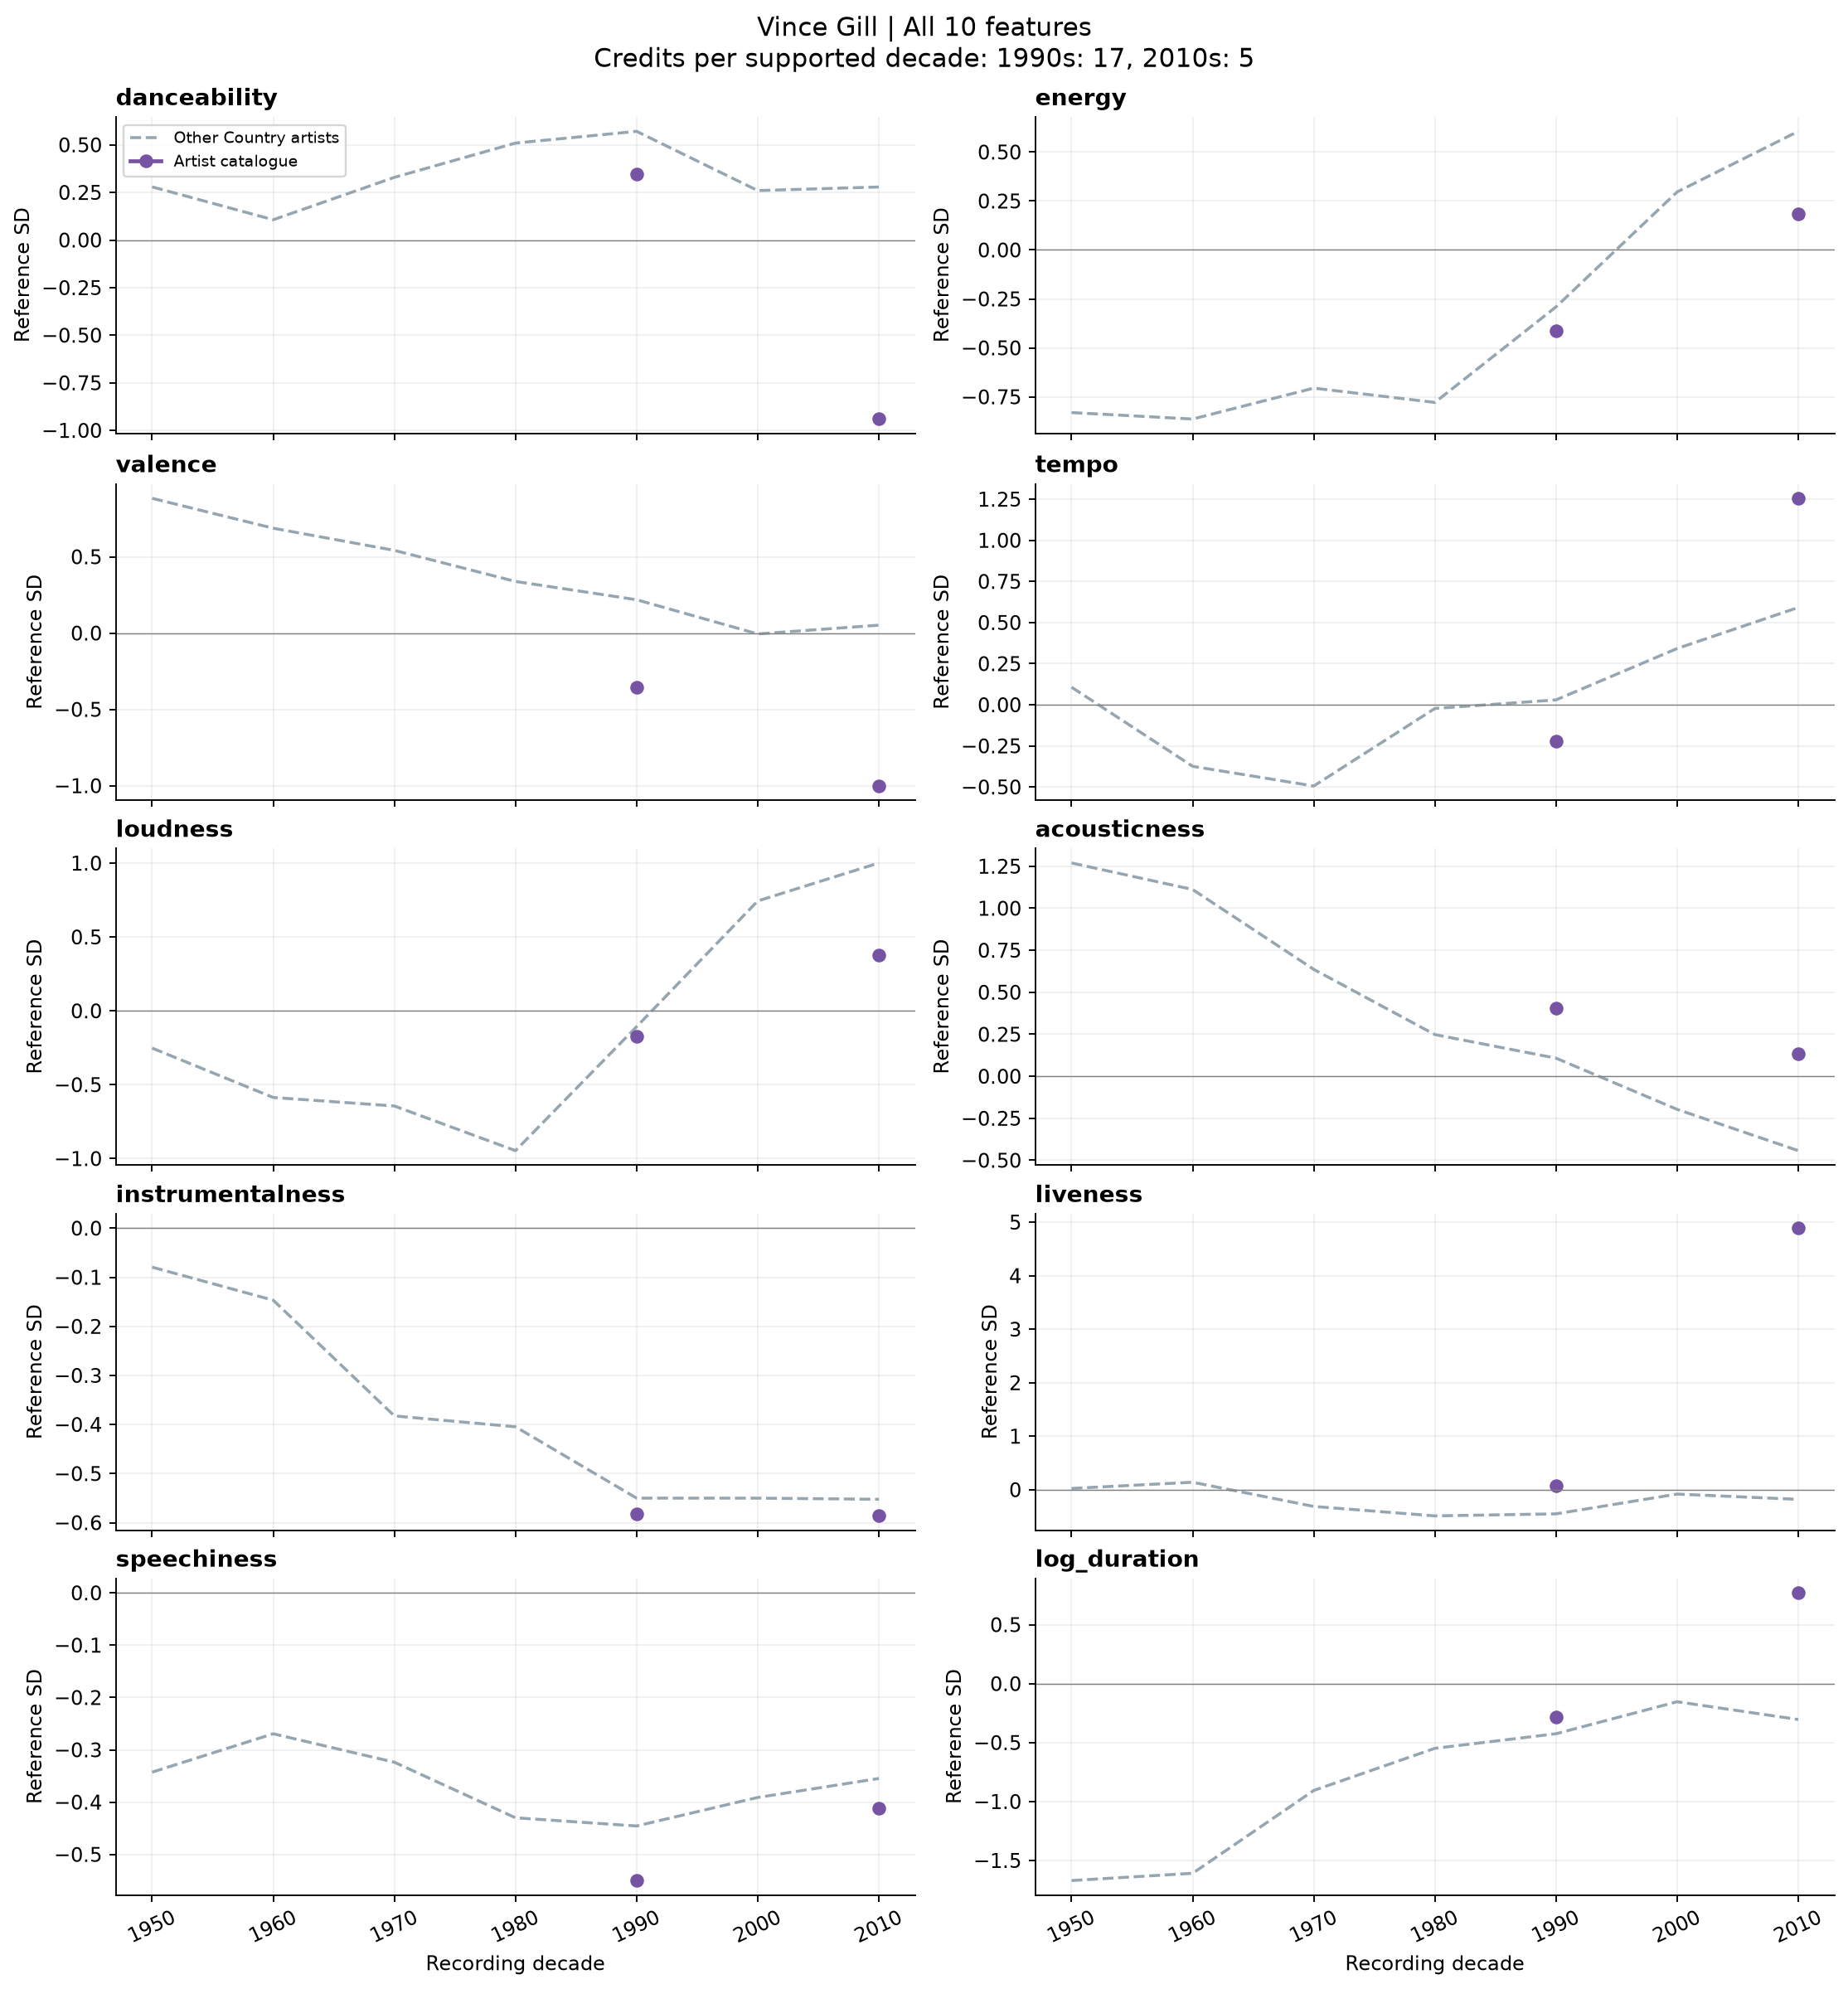 Vince Gill | All 10 features
Credits per supported decade: 1990s: 17, 2010s: 5
danceability
Other Country artists
Artist catalogue
0.50
0.25
0.00
−0.25
−0.50
−0.75
−1.00
Reference SD
energy
0.50
0.25
0.00
−0.25
−0.50
−0.75
Reference SD
valence
0.5
0.0
−0.5
−1.0
Reference SD
tempo
1.25
1.00
0.75
0.50
0.25
0.00
−0.25
−0.50
Reference SD
loudness
1.0
0.5
0.0
−0.5
−1.0
Reference SD
acousticness
1.25
1.00
0.75
0.50
0.25
0.00
−0.25
−0.50
Reference SD
instrumentalness
0.0
−0.1
−0.2
−0.3
−0.4
−0.5
−0.6
Reference SD
liveness
5
4
3
2
1
0
Reference SD
speechiness
0.0
−0.1
−0.2
−0.3
−0.4
−0.5
Reference SD
1950 1960 1970 1980 1990 2000 2010
Recording decade
log_duration
0.5
0.0
−0.5
−1.0
−1.5
Reference SD
1950 1960 1970 1980 1990 2000 2010
Recording decade